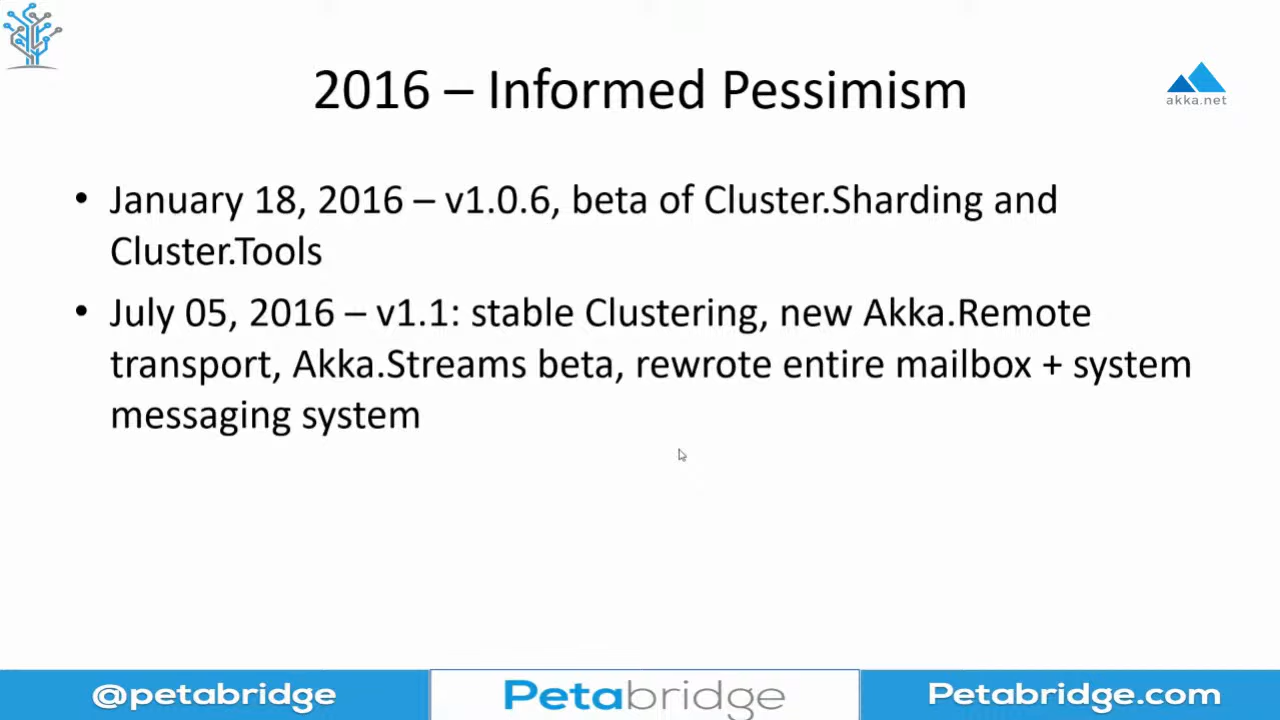 2016 – Informed Pessimism
akka.net
• January 18, 2016 – v1.0.6, beta of Cluster.Sharding and
Cluster.Tools
• July 05, 2016 – v1.1: stable Clustering, new Akka.Remote
transport, Akka.Streams beta, rewrote entire mailbox + system
messaging system
@petabridge
Petabridge
Petabridge.com